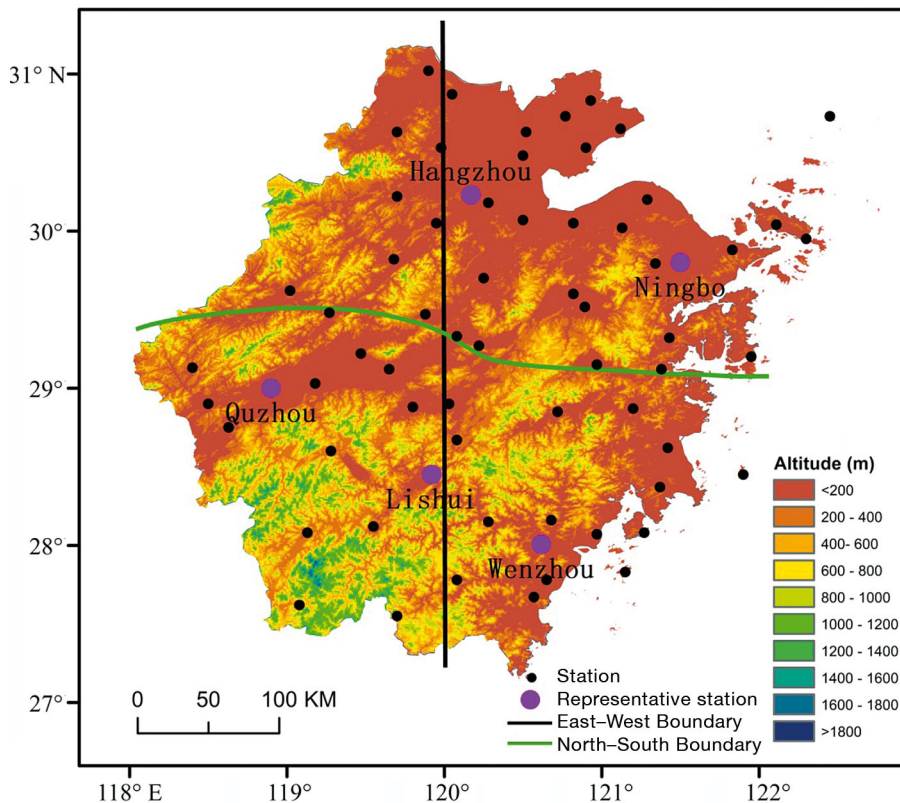 31° N
30°
29°
28°
27°
118° E
119°
120°
121°
122°
Hangzhou
Ningbo
Quzhou
Lishui
Wenzhou
0 50 100 KM
Station
Representative station
East–West Boundary
North–South Boundary
Altitude (m)
<200
200 - 400
400- 600
600 - 800
800 - 1000
1000 - 1200
1200 - 1400
1400 - 1600
1600 - 1800
>1800